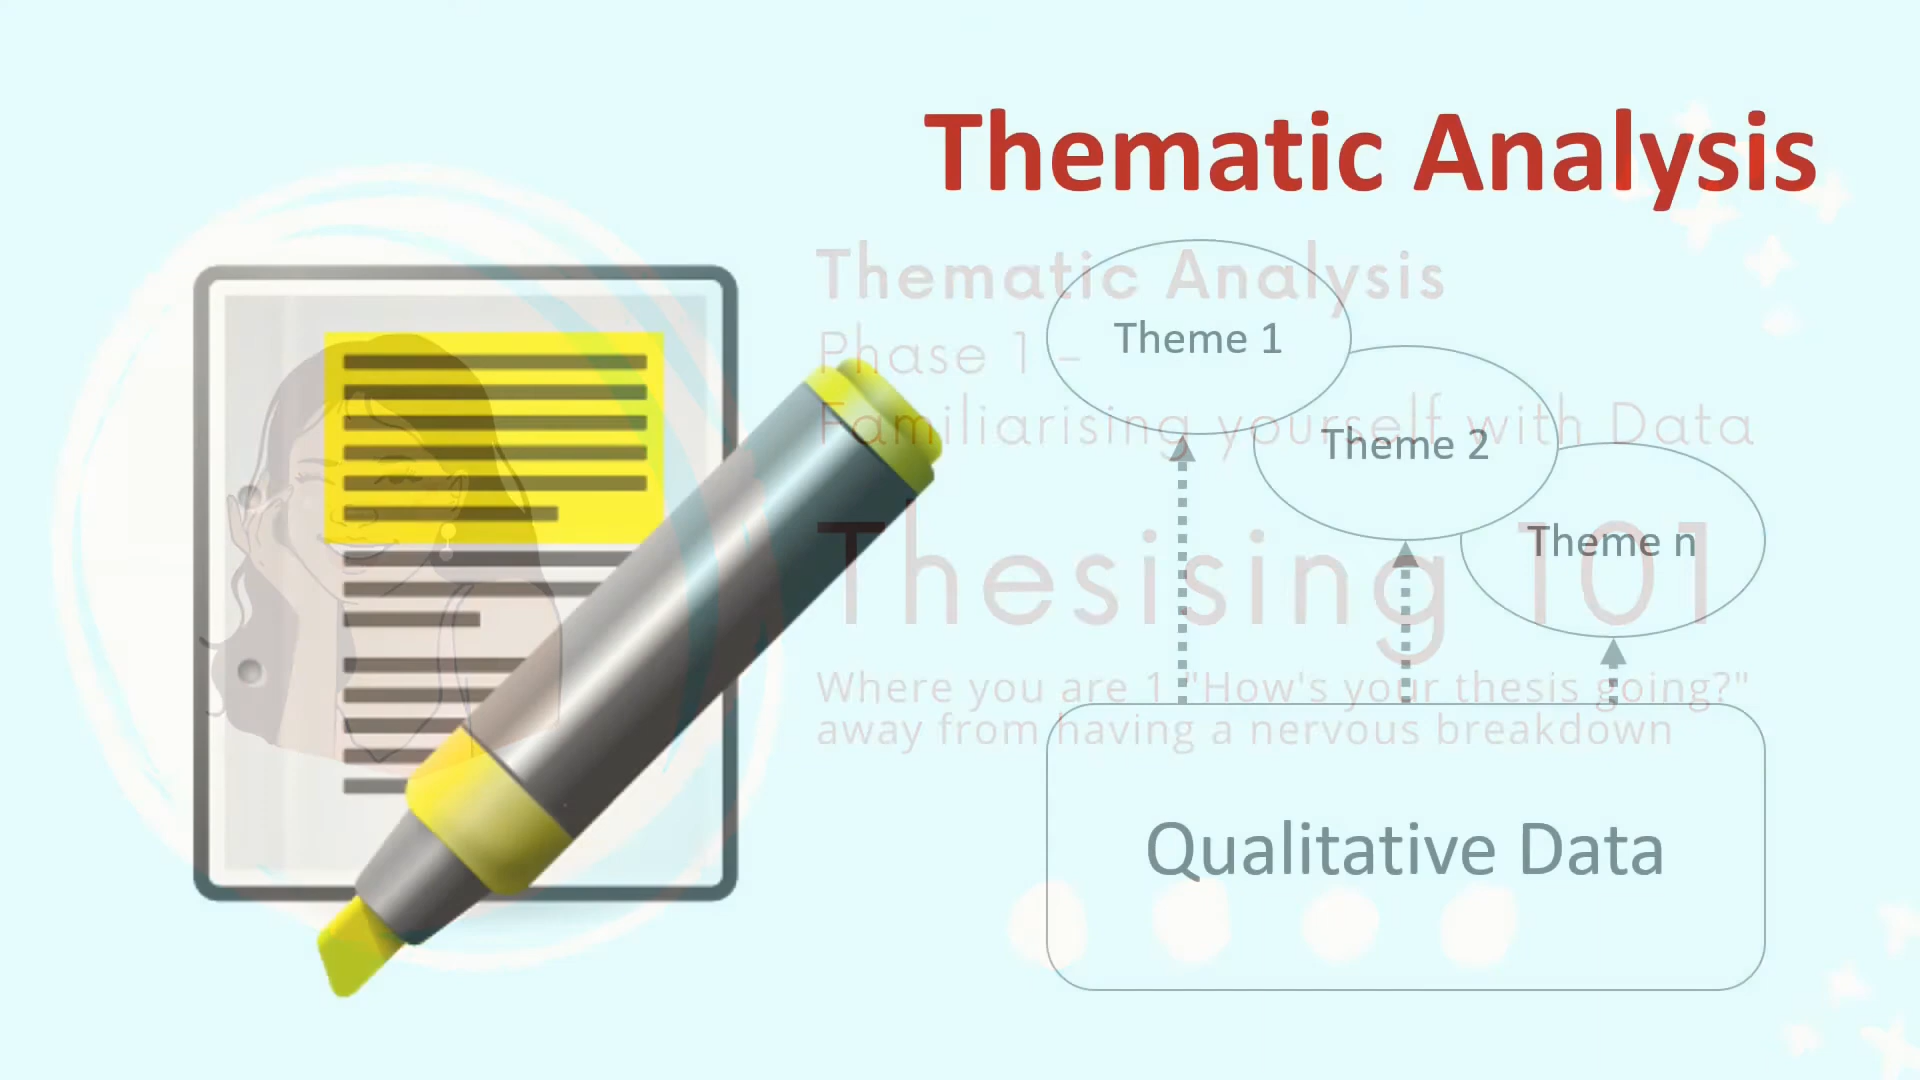 Thematic Analysis
Thematic Analysis
Phase 1 -
Familiarising yourself with Data
Thesising 101
Where you are 1 "How's your thesis going?"
away from having a nervous breakdown
Theme 1
Theme 2
Theme n
Qualitative Data